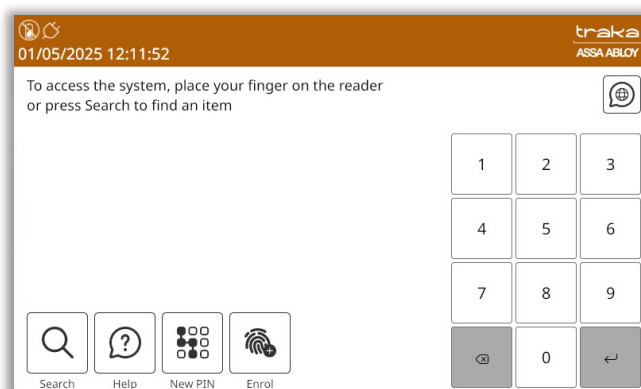 traka
01/05/2025 12:11:52
ASSA ABLOY
To access the system, place your finger on the reader
or press Search to find an item
1 2 3
4 5 6
7 8 9
0
Search Help New PIN Enrol